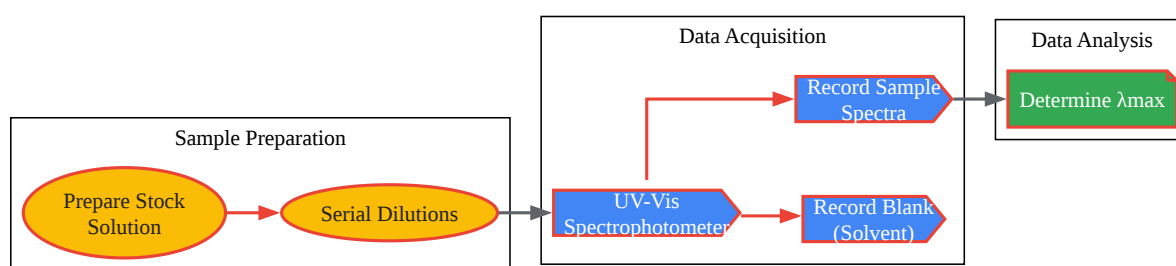 Sample Preparation
Prepare Stock
Solution
Serial Dilutions
Data Acquisition
UV-Vis
Spectrophotometer
Record Sample
Spectra
Record Blank
(Solvent)
Data Analysis
Determine λmax